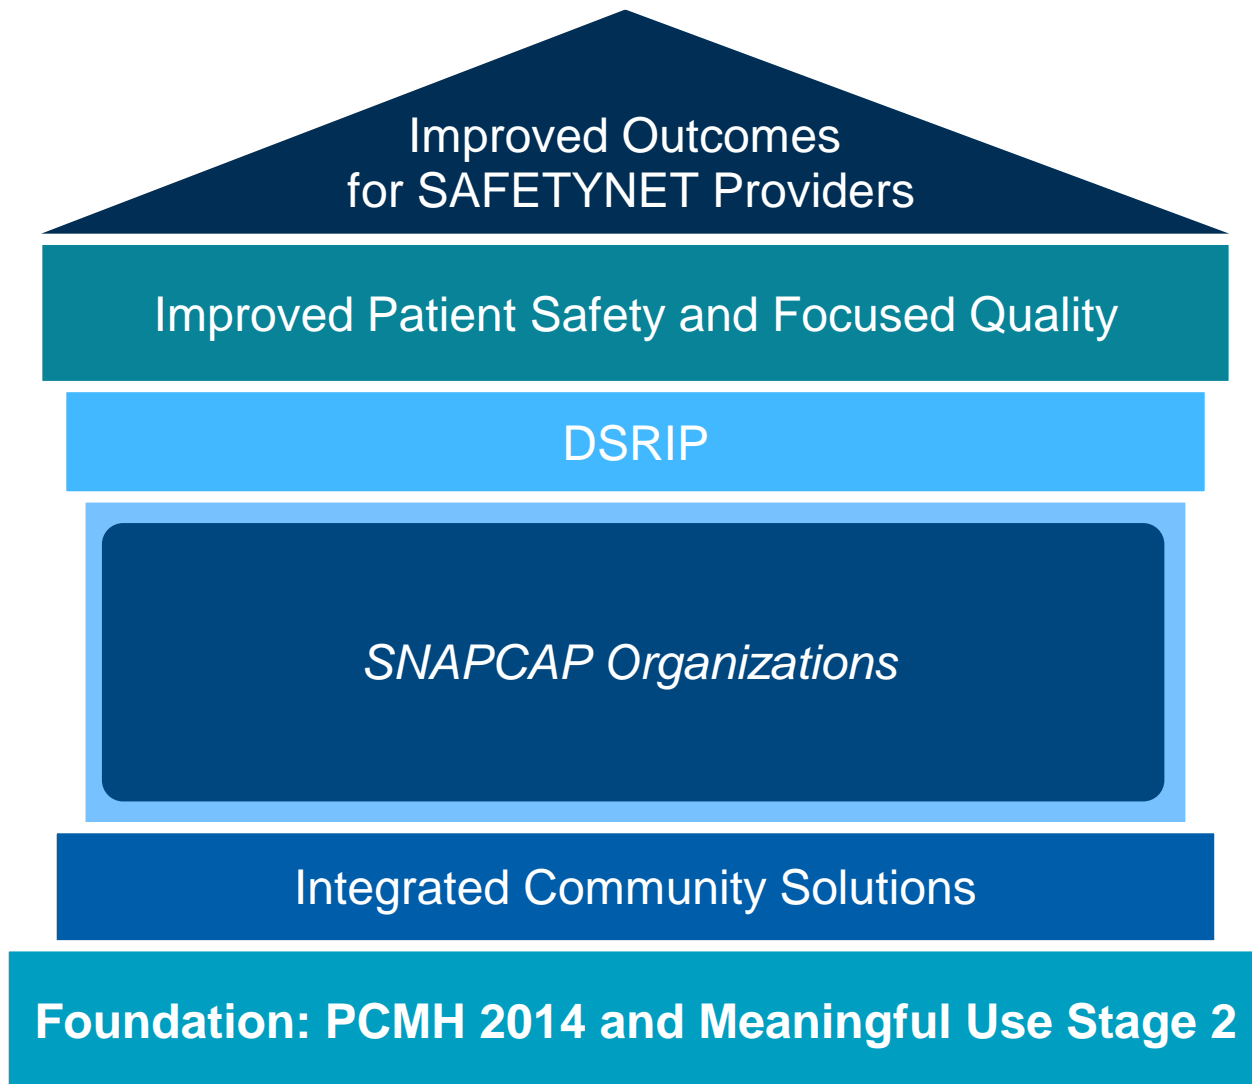 Improved Outcomes
for SAFETYNET Providers
Improved Patient Safety and Focused Quality
DSRIP
SNAPCAP Organizations
Integrated Community Solutions
Foundation: PCMH 2014 and Meaningful Use Stage 2